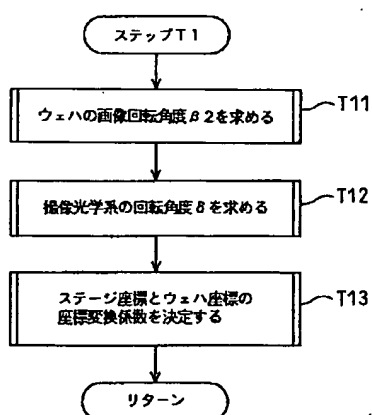 ステップT1
ウェハの画像回転角度β2を求める
T11
撮像光学系の回転角度δを求める
T12
ステージ座標とウェハ座標の
座標変換係数を決定する
T13
リターン